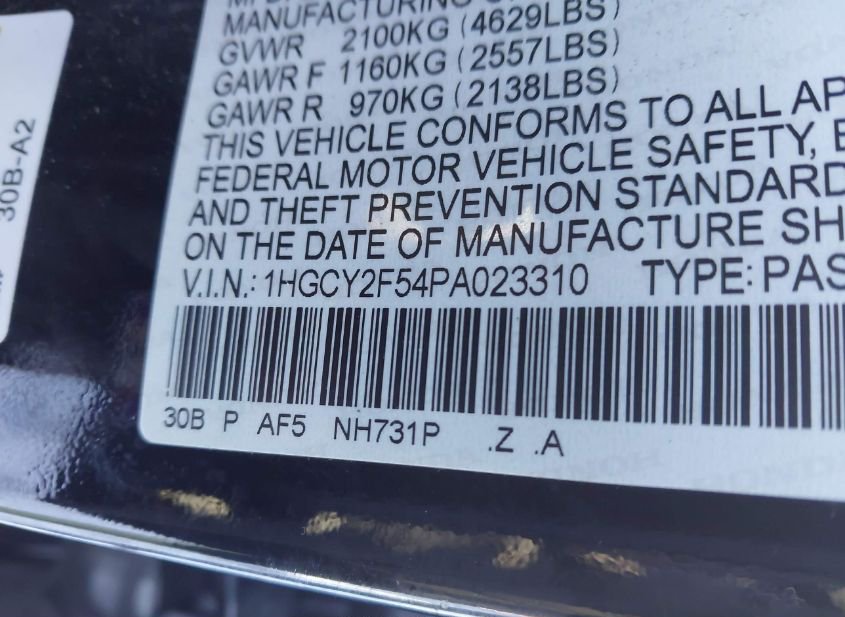 MANUFACTURING
GVWR 2100KG (4629LBS)
GAWR F 1160KG (2557LBS)
GAWR R 970KG (2138LBS)
THIS VEHICLE CONFORMS TO ALL AP
FEDERAL MOTOR VEHICLE SAFETY, B
AND THEFT PREVENTION STANDARD
ON THE DATE OF MANUFACTURE SH
V.I.N.: 1HGCY2F54PA023310 TYPE: PAS
30B P AF5 NH731P .Z .A
30B-A2